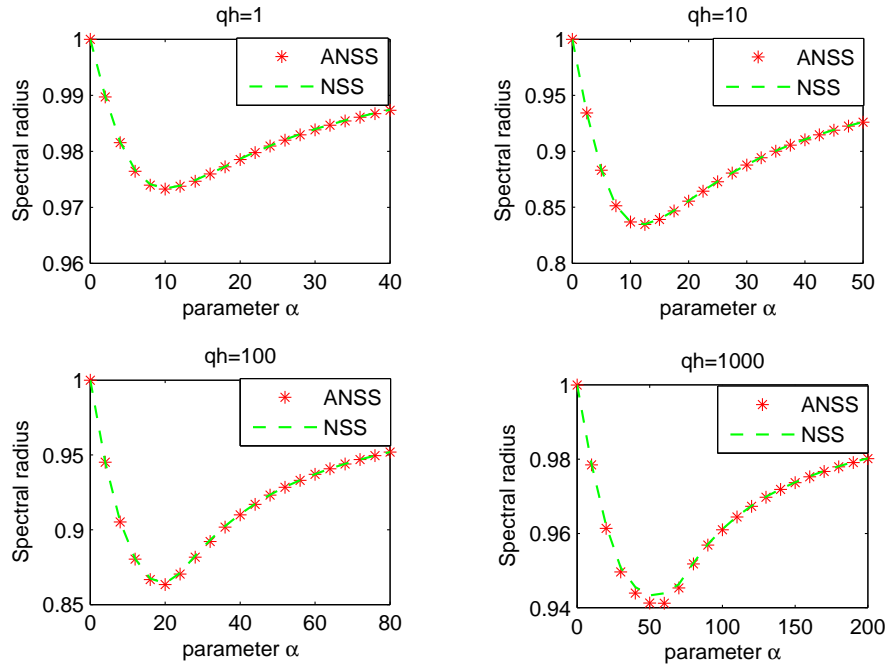 qh=1
1
0.99
0.98
0.97
0.96
Spectral radius
ANSS
NSS
0 10 20 30 40
parameter α
qh=10
1
0.95
0.9
0.85
0.8
Spectral radius
ANSS
NSS
0 10 20 30 40 50
parameter α
qh=100
1
0.95
0.9
0.85
Spectral radius
ANSS
NSS
0 20 40 60 80
parameter α
qh=1000
1
0.98
0.96
0.94
Spectral radius
ANSS
NSS
0 50 100 150 200
parameter α